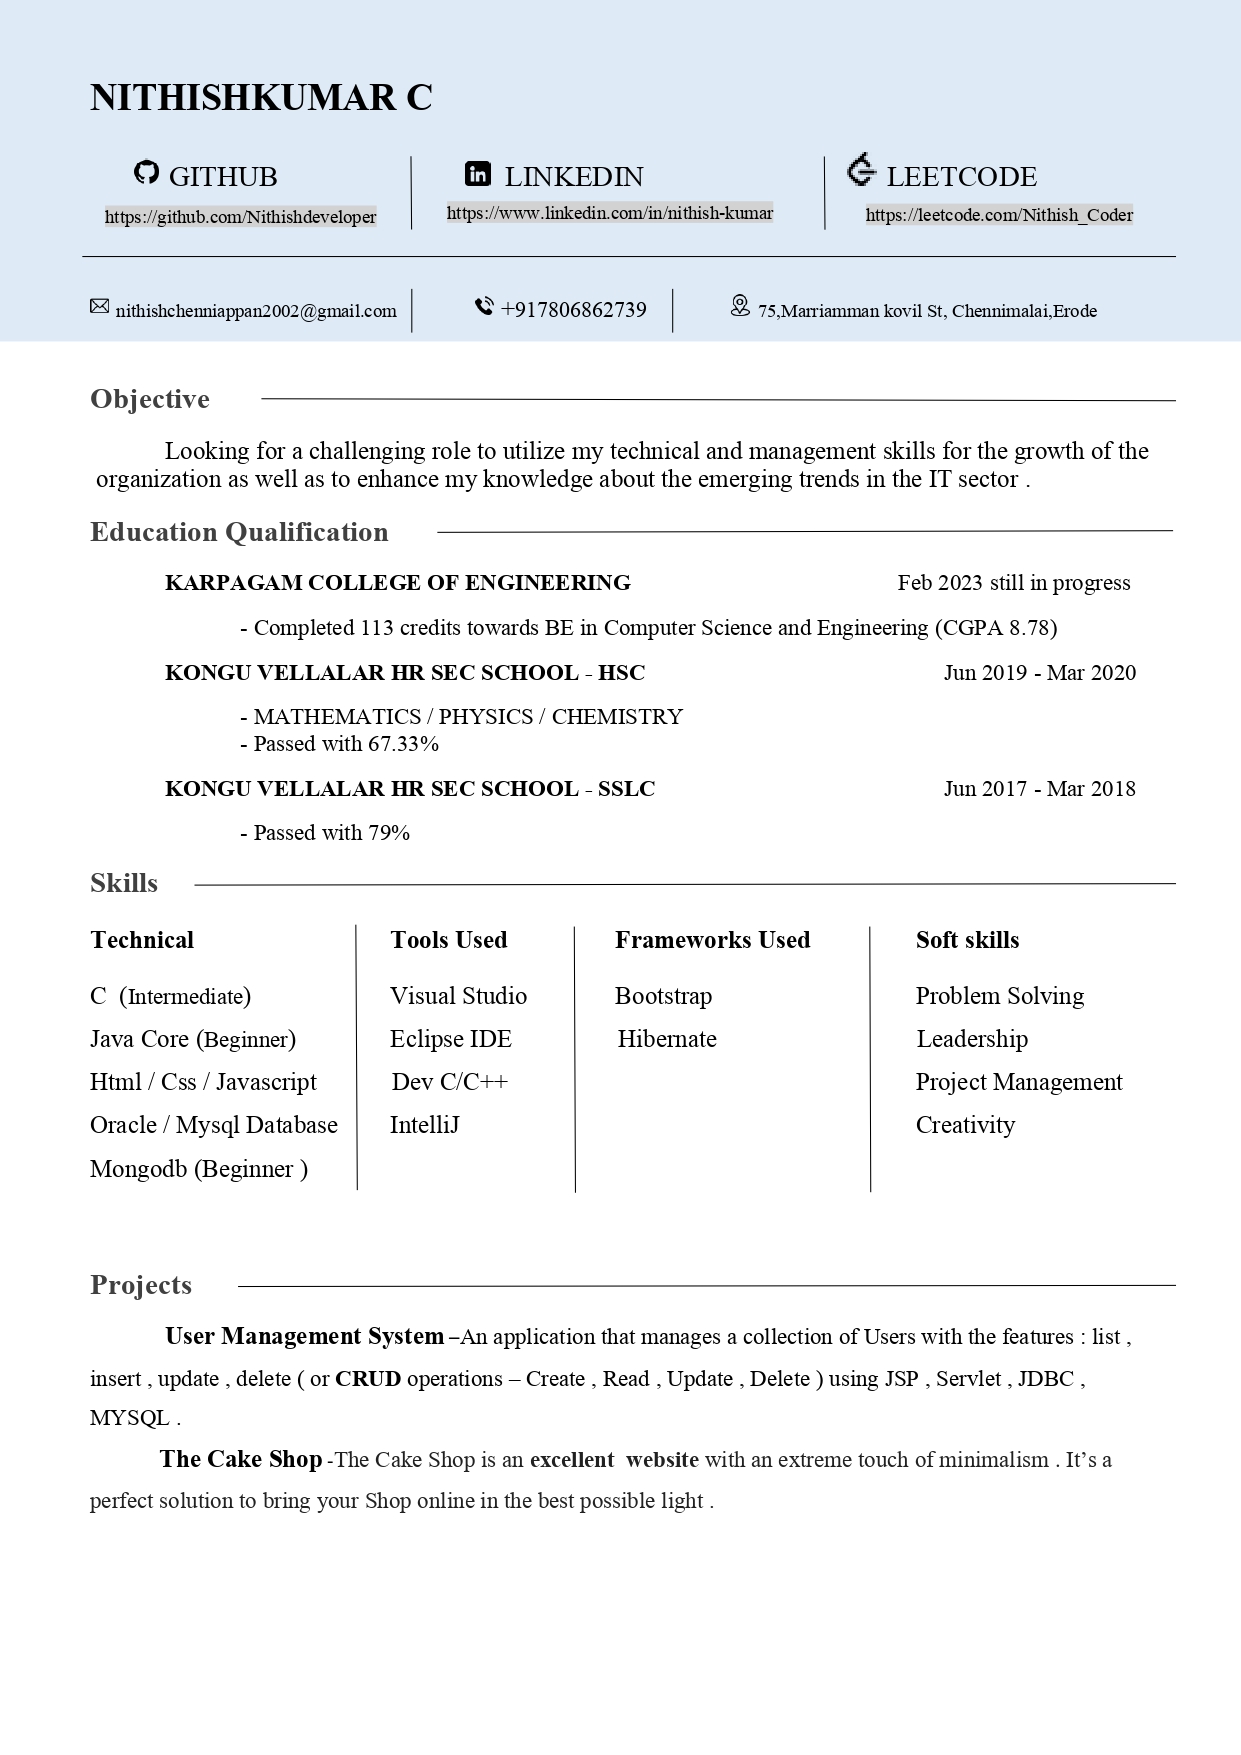 NITHISHKUMAR C
GITHUB LINKEDIN LEETCODE
https://github.com/Nithishdeveloper https://www.linkedin.com/in/nithish-kumar https://leetcode.com/Nithish_Coder
nithishchenniappan2002@gmail.com +917806862739 75,Marriamman kovil St, Chennimalai,Erode
Objective
Looking for a challenging role to utilize my technical and management skills for the growth of the
organization as well as to enhance my knowledge about the emerging trends in the IT sector .
Education Qualification
KARPAGAM COLLEGE OF ENGINEERING Feb 2023 still in progress
- Completed 113 credits towards BE in Computer Science and Engineering (CGPA 8.78)
KONGU VELLALAR HR SEC SCHOOL - HSC Jun 2019 - Mar 2020
- MATHEMATICS / PHYSICS / CHEMISTRY
- Passed with 67.33%
KONGU VELLALAR HR SEC SCHOOL - SSLC Jun 2017 - Mar 2018
- Passed with 79%
Skills
Technical Tools Used Frameworks Used Soft skills
C (Intermediate) Visual Studio Bootstrap Problem Solving
Java Core (Beginner) Eclipse IDE Hibernate Leadership
Html / Css / Javascript Dev C/C++ Project Management
Oracle / Mysql Database IntelliJ Creativity
Mongodb (Beginner )
Projects
User Management System –An application that manages a collection of Users with the features : list ,
insert , update , delete ( or CRUD operations – Create , Read , Update , Delete ) using JSP , Servlet , JDBC ,
MYSQL .
The Cake Shop -The Cake Shop is an excellent website with an extreme touch of minimalism . It’s a
perfect solution to bring your Shop online in the best possible light .